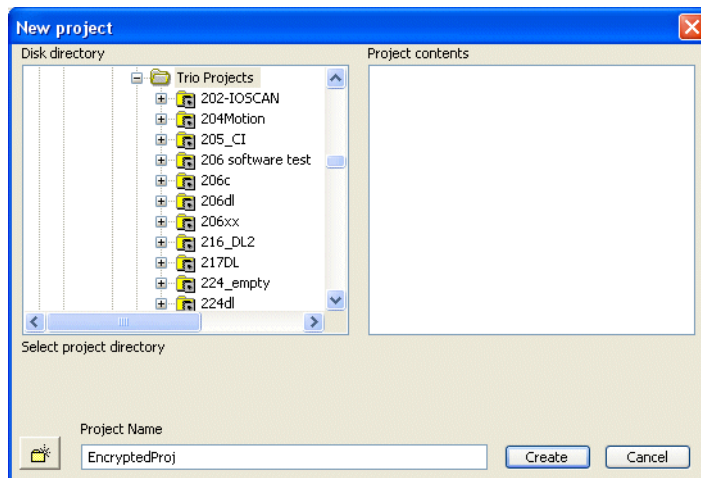 New project
Disk directory
Project contents
Trio Projects
202-IOSCAN
204Motion
205_CI
206 software test
206c
206dl
206xx
216_DL2
217DL
224_empty
224dl
Select project directory
Project Name
EncryptedProj
Create
Cancel